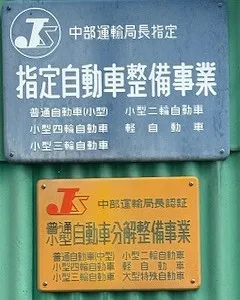 JS 中部運輸局長指定
指定自動車整備事業
普通自動車(小型) 小型二輪自動車
小型四輪自動車 軽自動車
小型三輪自動車
JS 中部運輸局長認証
普通
小型 自動車分解整備事業
普通自動車(中型) 小型二輪自動車
小型四輪自動車 軽自動車
小型三輪自動車 大型特殊自動車